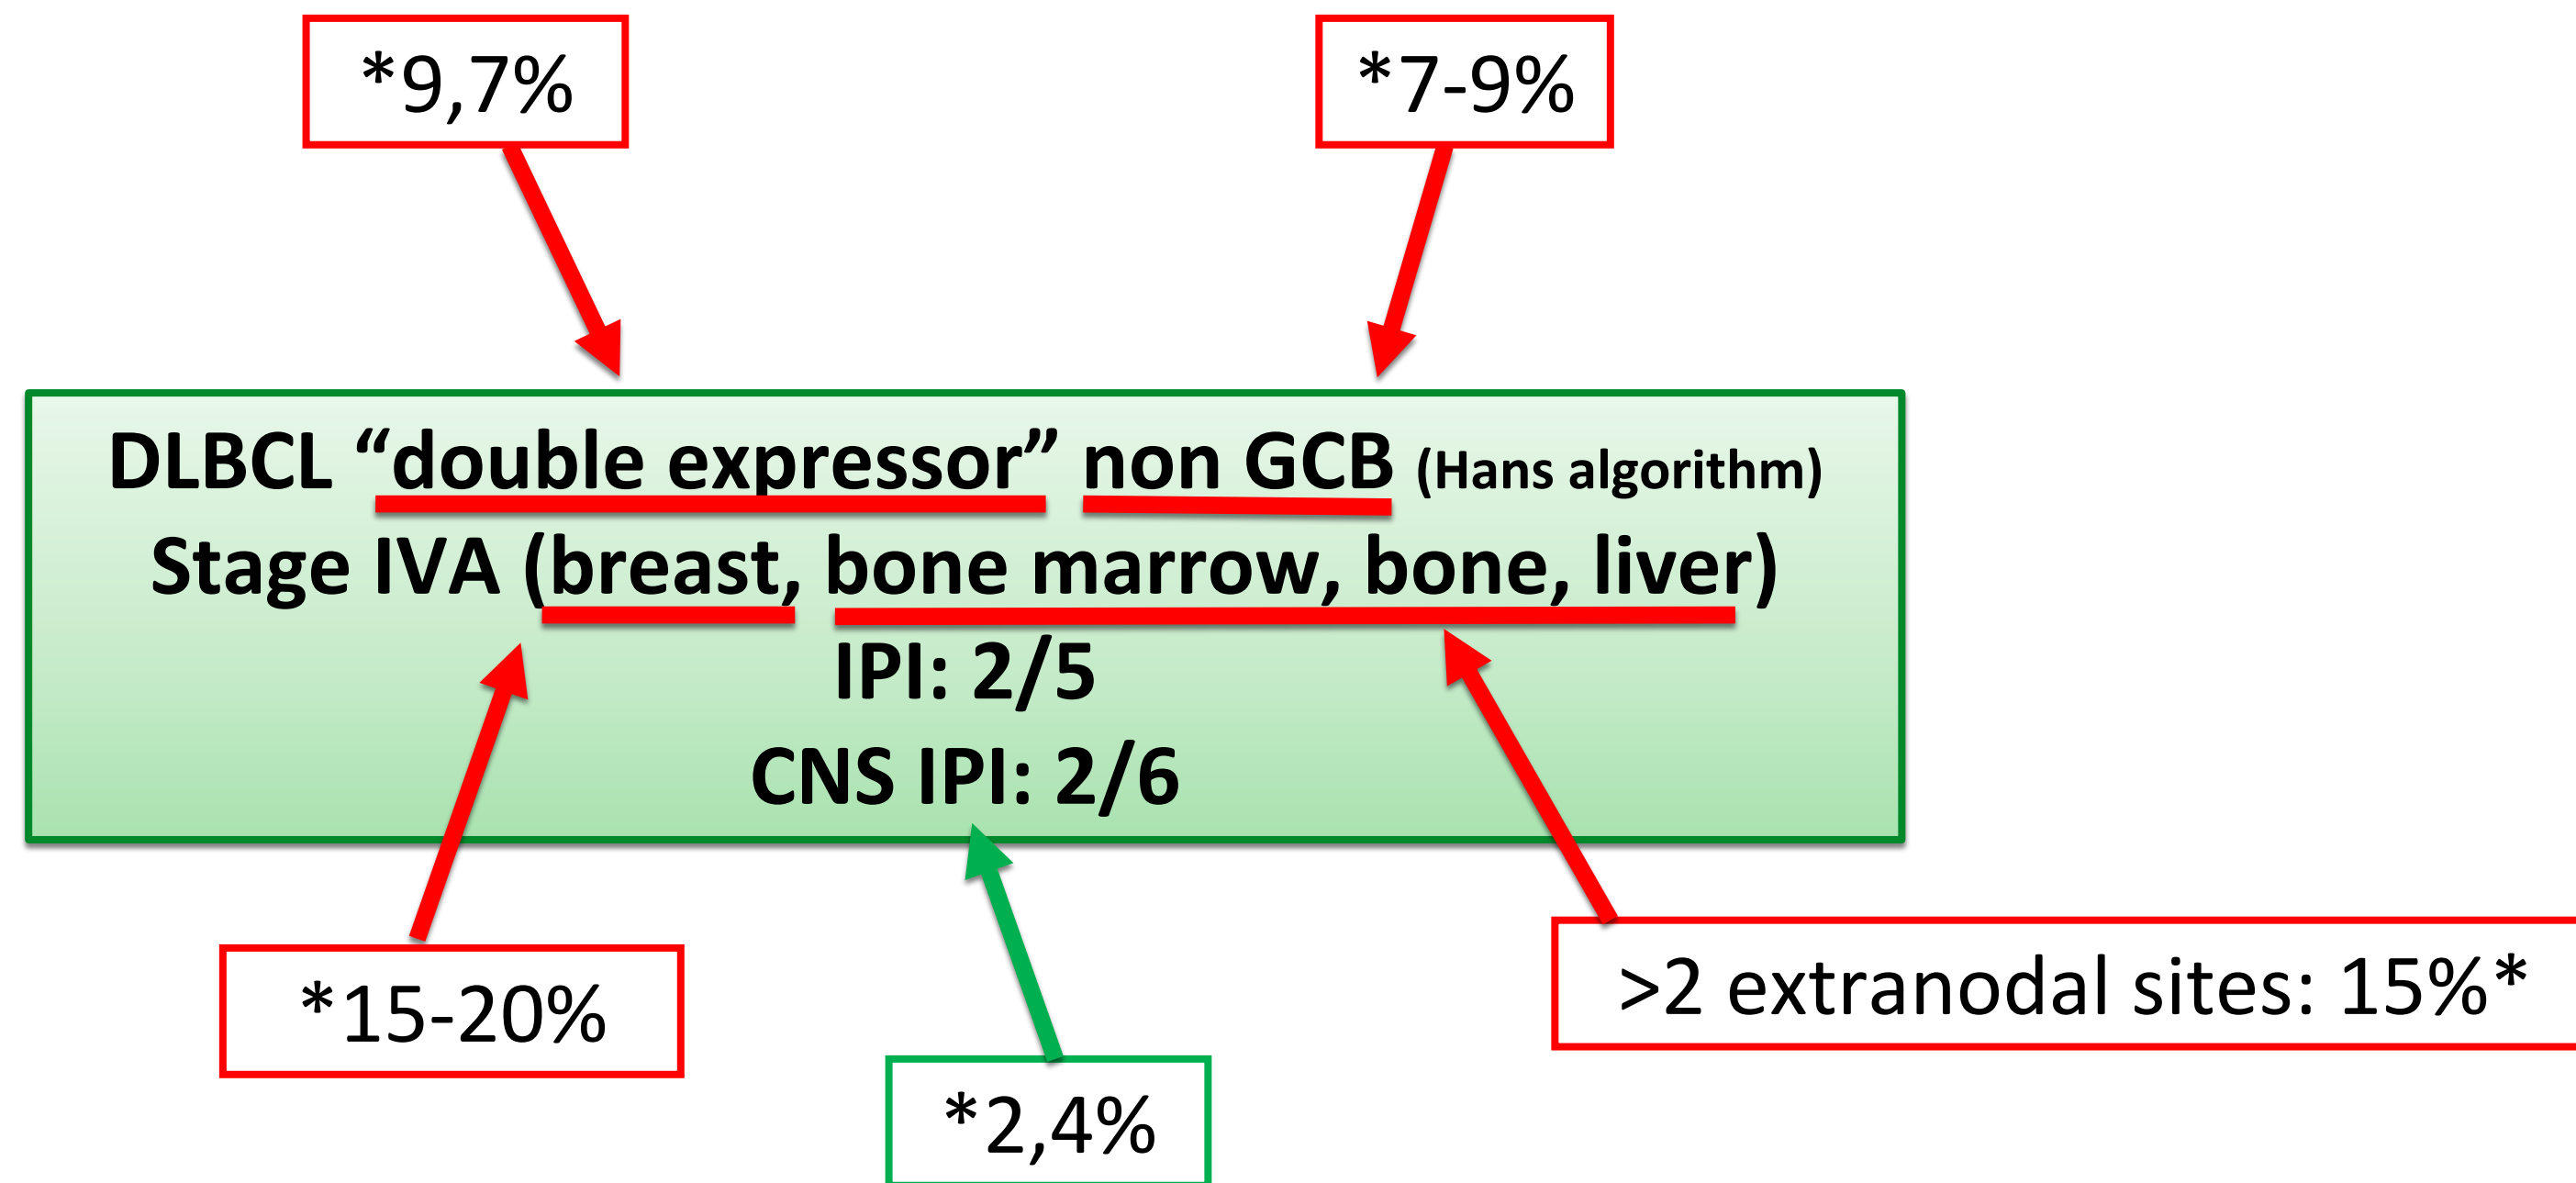 *9,7%
*7-9%
DLBCL “double expressor” non GCB (Hans algorithm)
Stage IVA (breast, bone marrow, bone, liver)
IPI: 2/5
CNS IPI: 2/6
*15-20%
>2 extranodal sites: 15%*
*2,4%